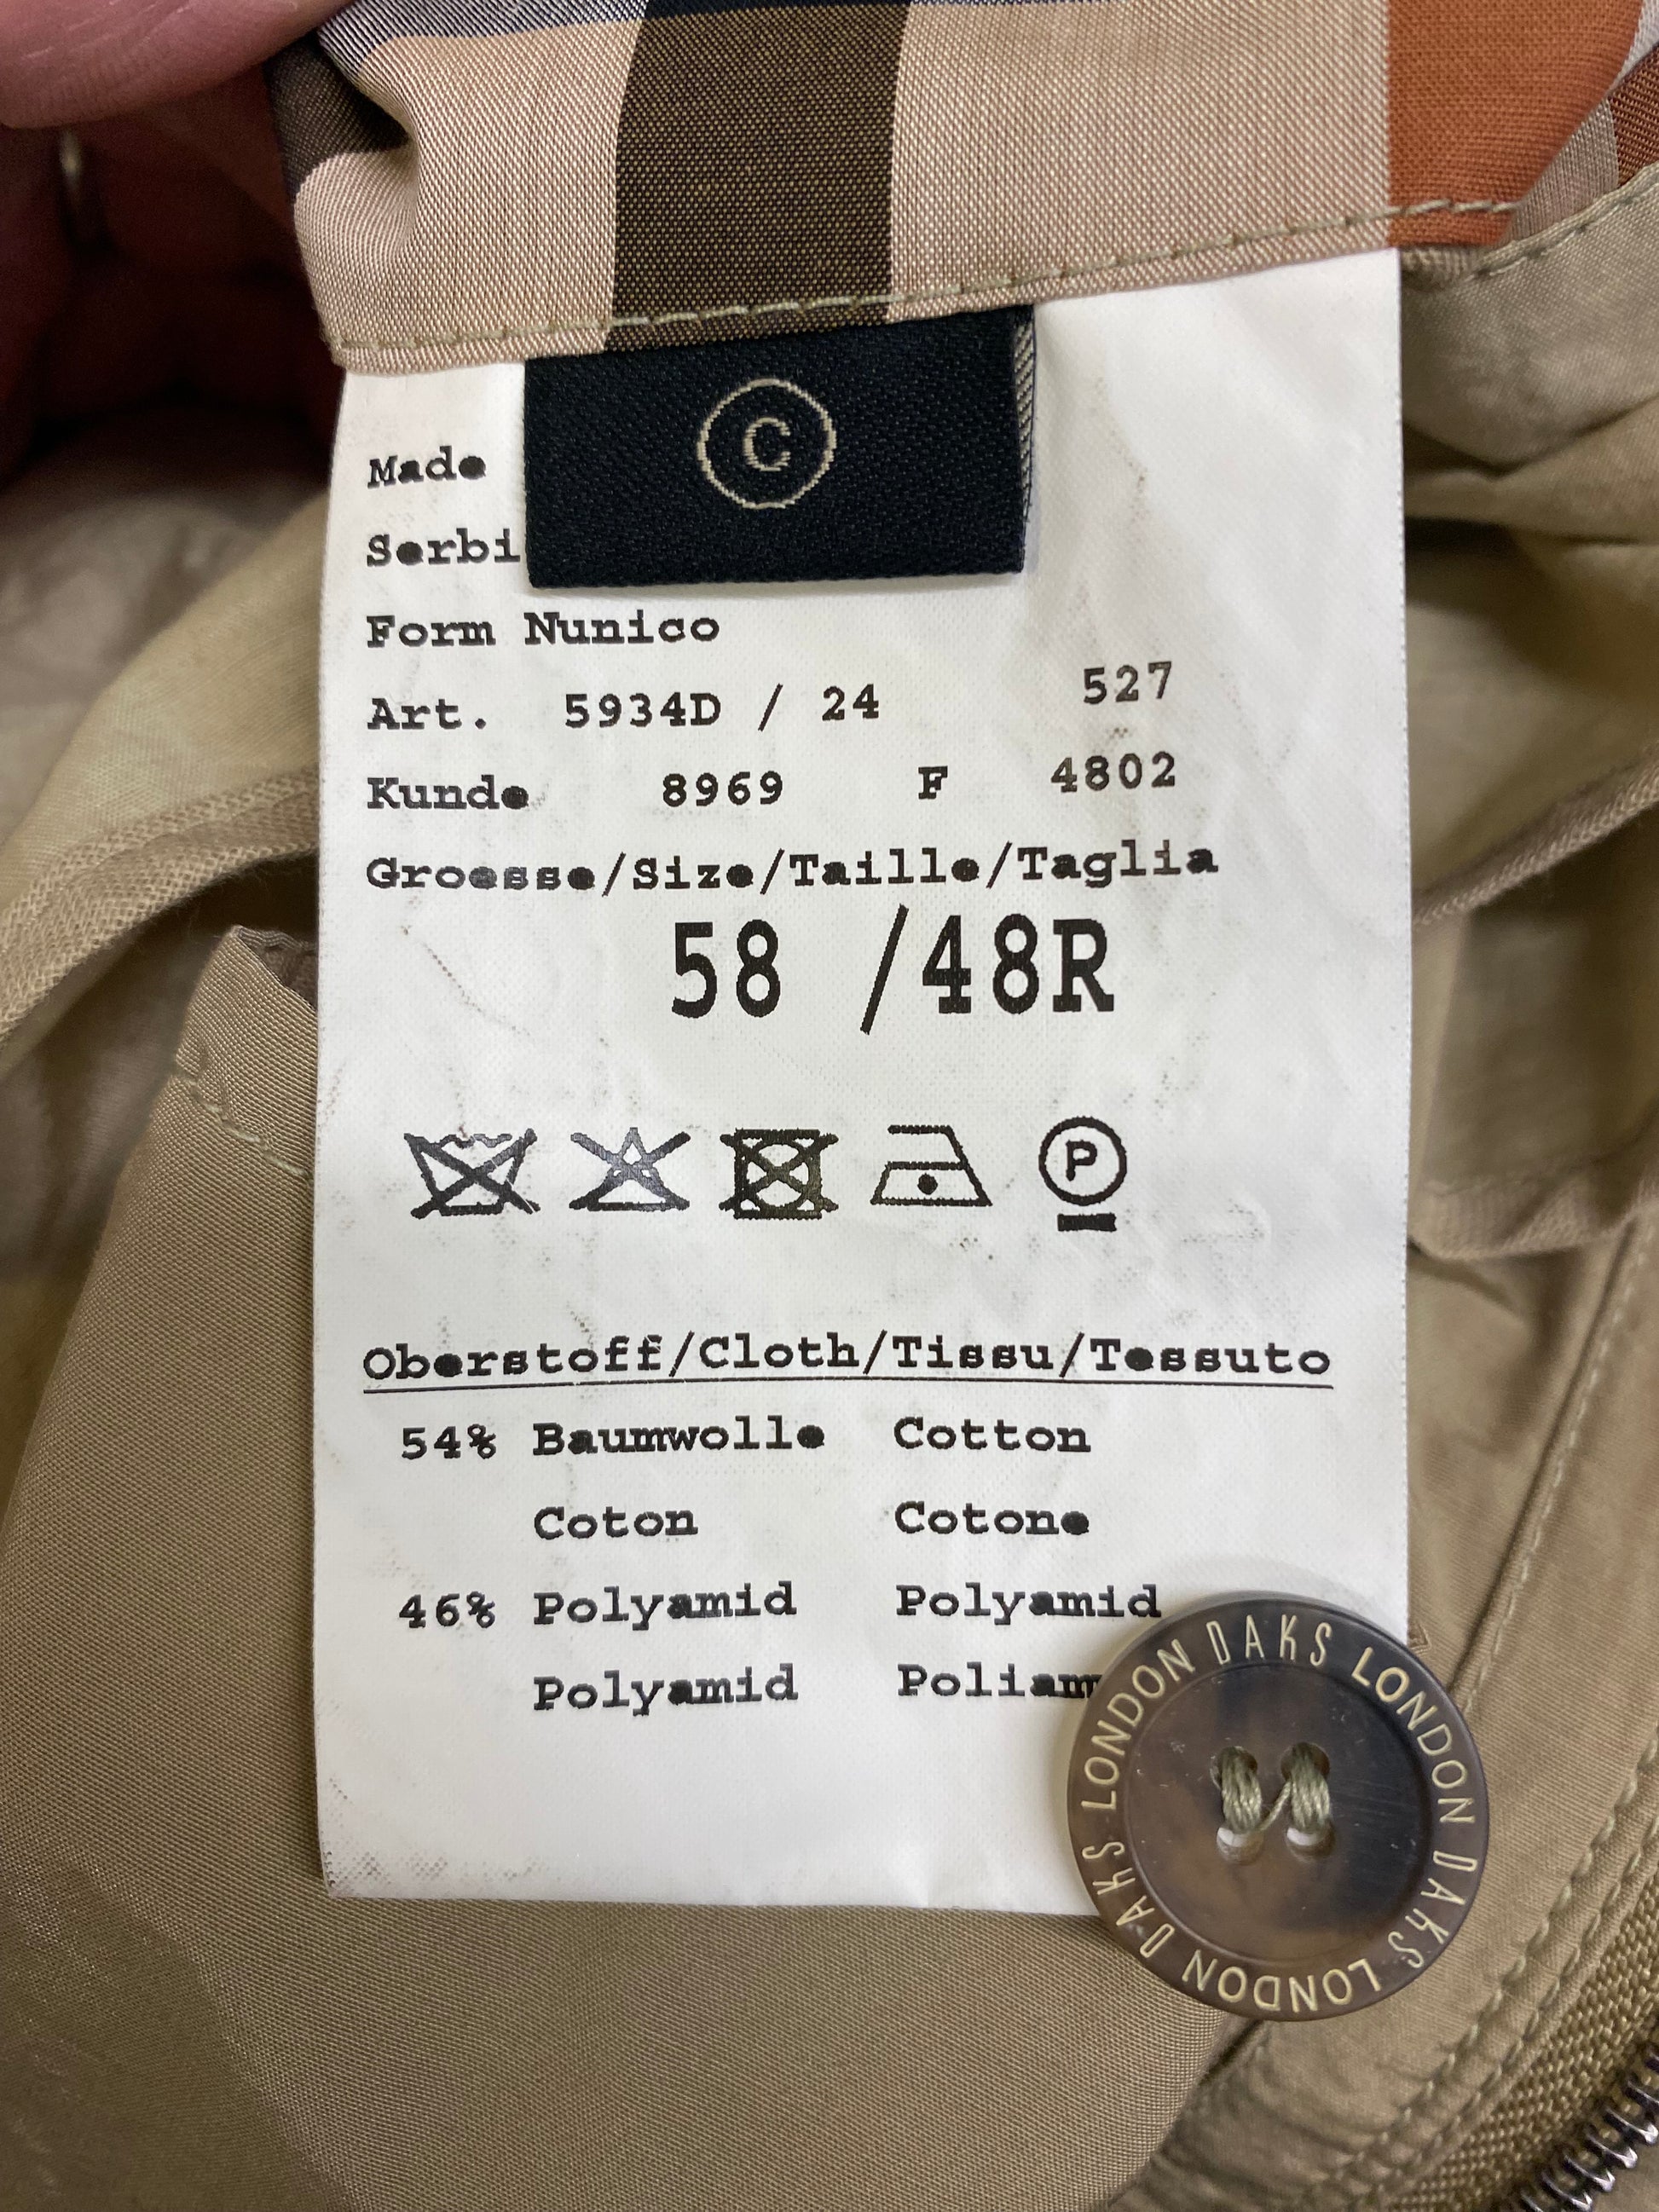 C
Made
Serbi
Form Nunico
Art. 5934D / 24 527
Kunde 8969 F 4802
Groesse/Size/Taille/Taglia
58 /48R
P
Oberstoff/Cloth/Tissu/Tessuto
54% Baumwolle Cotton
Coton Cotone
46% Polyamid Polyamid
Polyamid Poliam
DAKS LONDON DAKS LONDON DAKS LONDON